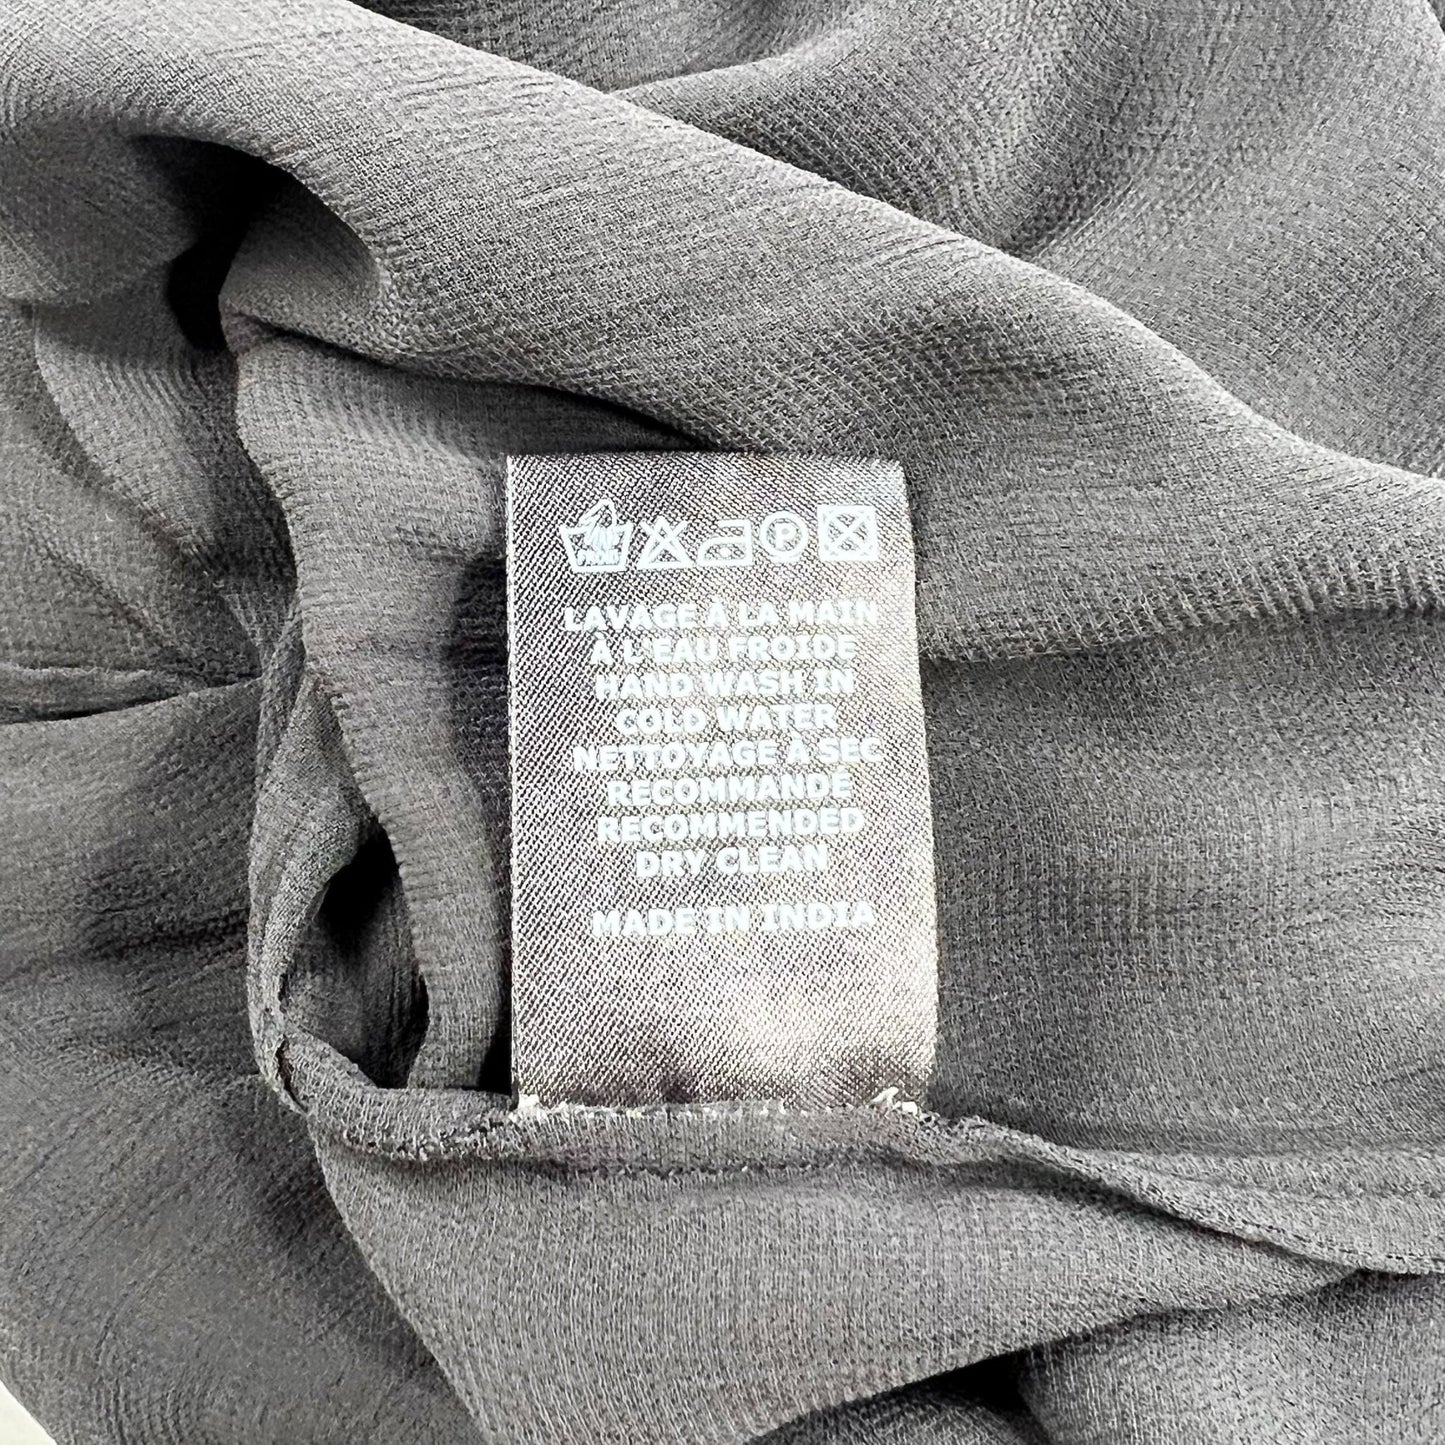 P
LAVAGE À LA MAIN
À L'EAU FROIDE
HAND WASH IN
COLD WATER
NETTOYAGE À SEC
RECOMMANDÉ
RECOMMENDED
DRY CLEAN
MADE IN INDIA